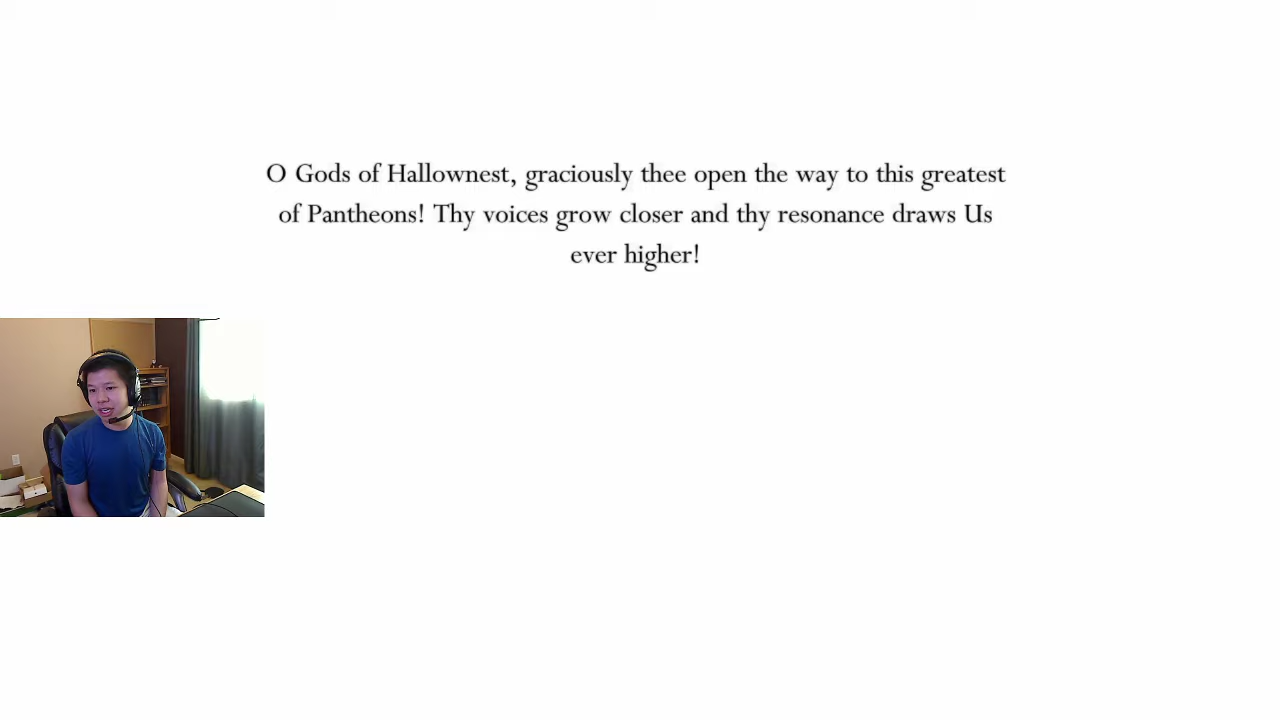 O Gods of Hallownest, graciously thee open the way to this greatest
of Pantheons! Thy voices grow closer and thy resonance draws Us
ever higher!